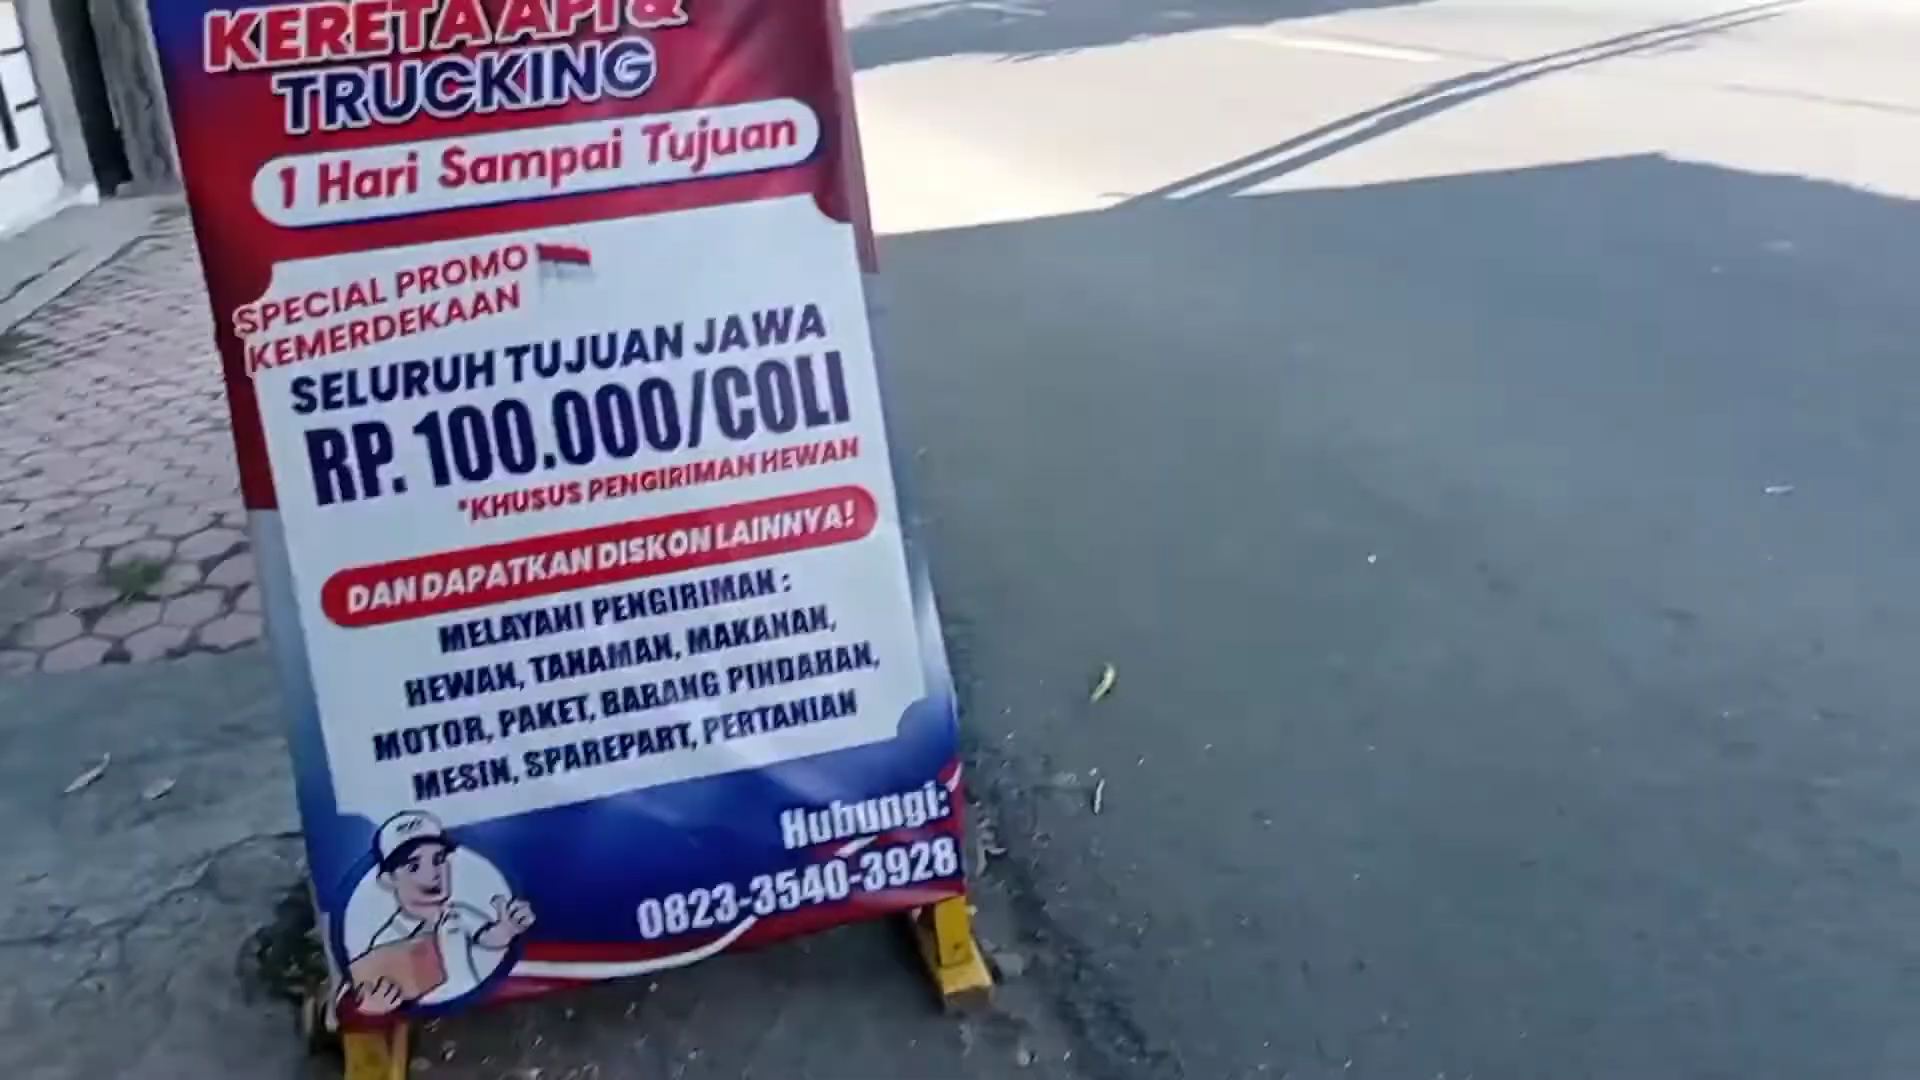 KERETA API &
TRUCKING
1 Hari Sampai Tujuan
SPECIAL PROMO
KEMERDEKAAN
SELURUH TUJUAN JAWA
RP. 100.000/COLI
*KHUSUS PENGIRIMAN HEWAN
DAN DAPATKAN DISKON LAINNYA!
MELAYANI PENGIRIMAN :
HEWAN, TANAMAN, MAKANAN,
MOTOR, PAKET, BARANG PINDAHAN,
MESIN, SPAREPART, PERTANIAN
Hubungi:
0823-3540-3928